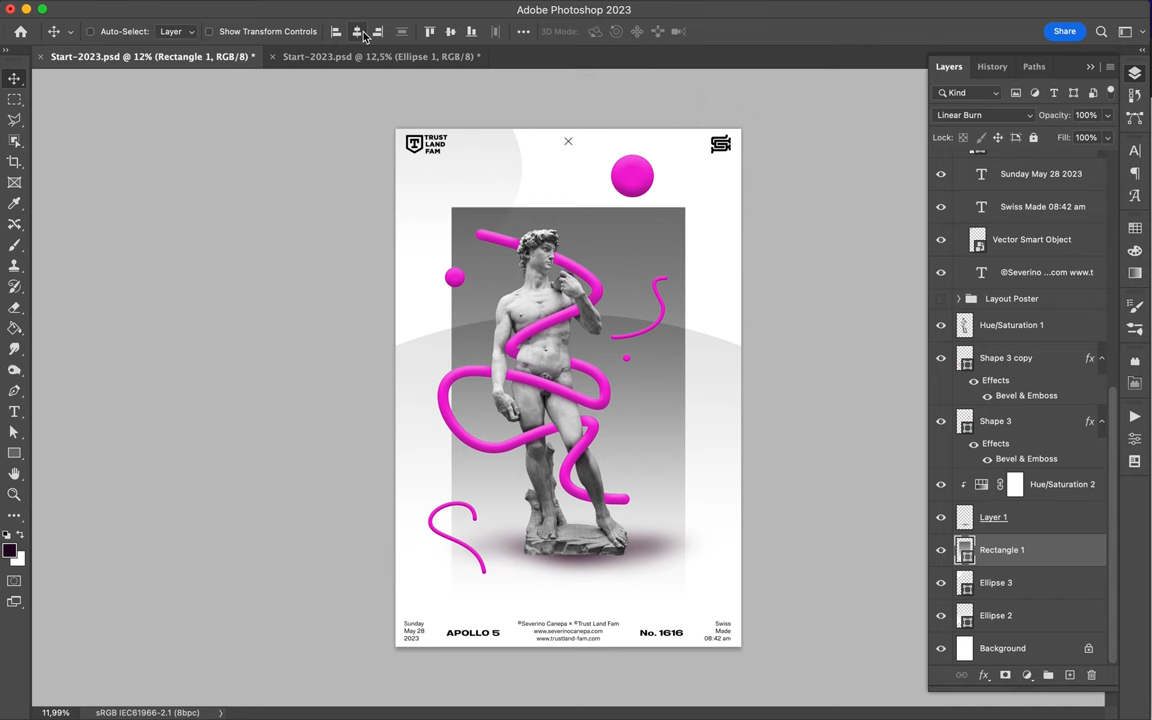 Adobe Photoshop 2023
Auto-Select: Layer Show Transform Controls 3D Mode: Share
Start-2023.psd @ 12% (Rectangle 1, RGB/8) * Start-2023.psd @ 12,5% (Ellipse 1, RGB/8) *
Layers History Paths
Kind
Linear Burn Opacity: 100%
Lock: Fill: 100%
Sunday May 28 2023
Swiss Made 08:42 am
Vector Smart Object
©Severino ...com www.t
Layout Poster
Hue/Saturation 1
Shape 3 copy fx
Effects
Bevel & Emboss
Shape 3 fx
Effects
Bevel & Emboss
Hue/Saturation 2
Layer 1
Rectangle 1
Ellipse 3
Ellipse 2
Background
fx
TRUST
LAND
FAM
Sunday
May 28
2023
APOLLO 5
©Severino Canepa × ©Trust Land Fam
www.severinocanepa.com
www.trustland-fam.com
No. 1616
Swiss
Made
08:42 am
11,99% sRGB IEC61966-2.1 (8bpc)